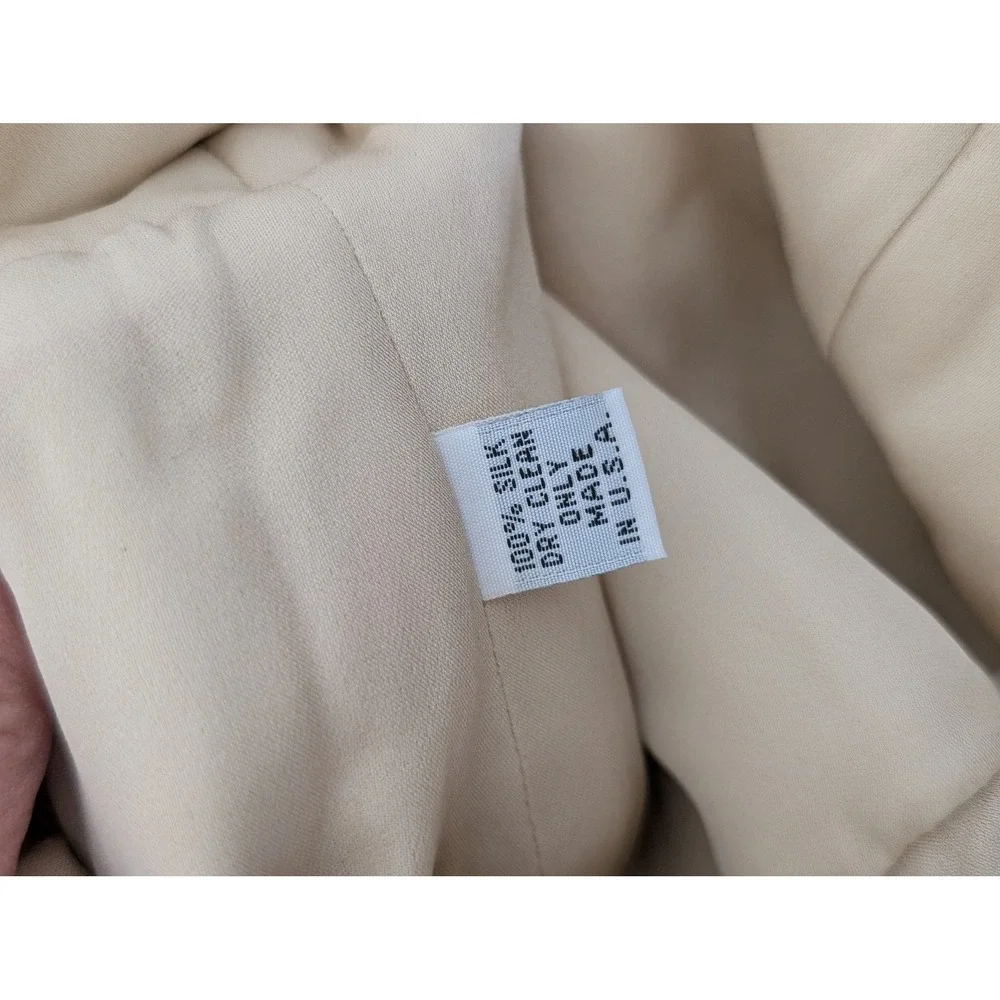 100% SILK
DRY CLEAN
ONLY
MADE
IN U.S.A.